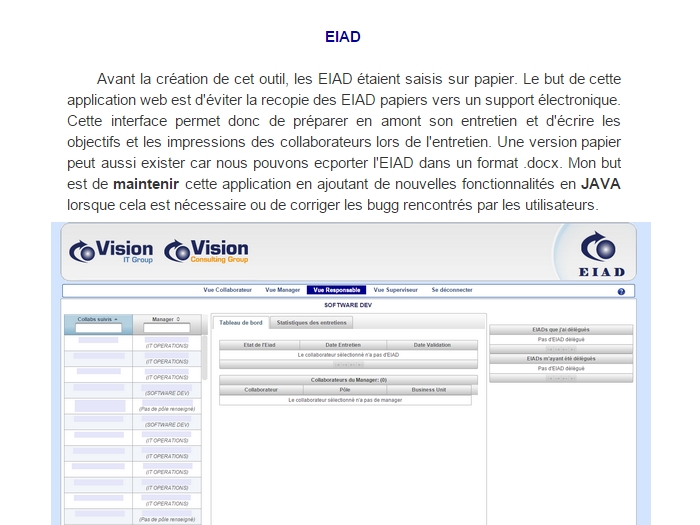 EIAD
Avant la création de cet outil, les EIAD étaient saisis sur papier. Le but de cette
application web est d'éviter la recopie des EIAD papiers vers un support électronique.
Cette interface permet donc de préparer en amont son entretien et d'écrire les
objectifs et les impressions des collaborateurs lors de l'entretien. Une version papier
peut aussi exister car nous pouvons ecporter l'EIAD dans un format .docx. Mon but
est de maintenir cette application en ajoutant de nouvelles fonctionnalités en JAVA
lorsque cela est nécessaire ou de corriger les bugg rencontrés par les utilisateurs.
Vision IT Group
Vision Consulting Group
EIAD
Vue Collaborateur Vue Manager Vue Responsable Vue Superviseur Se déconnecter ?
SOFTWARE DEV
Collabs suivis Manager
(IT OPERATIONS)
(IT OPERATIONS)
(IT OPERATIONS)
(SOFTWARE DEV)
(Pas de pôle renseigné)
(SOFTWARE DEV)
(IT OPERATIONS)
(IT OPERATIONS)
(IT OPERATIONS)
(IT OPERATIONS)
(IT OPERATIONS)
(Pas de pôle renseigné)
Tableau de bord Statistiques des entretiens
Etat de l'Eiad Date Entretien Date Validation
Le collaborateur sélectionné n'a pas d'EIAD
Collaborateurs du Manager: (0)
Collaborateur Pôle Business Unit
Le collaborateur sélectionné n'a pas de manager
EIADs que j'ai délégués
Pas d'EIAD délégué
EIADs m'ayant été délégués
Pas d'EIAD délégué